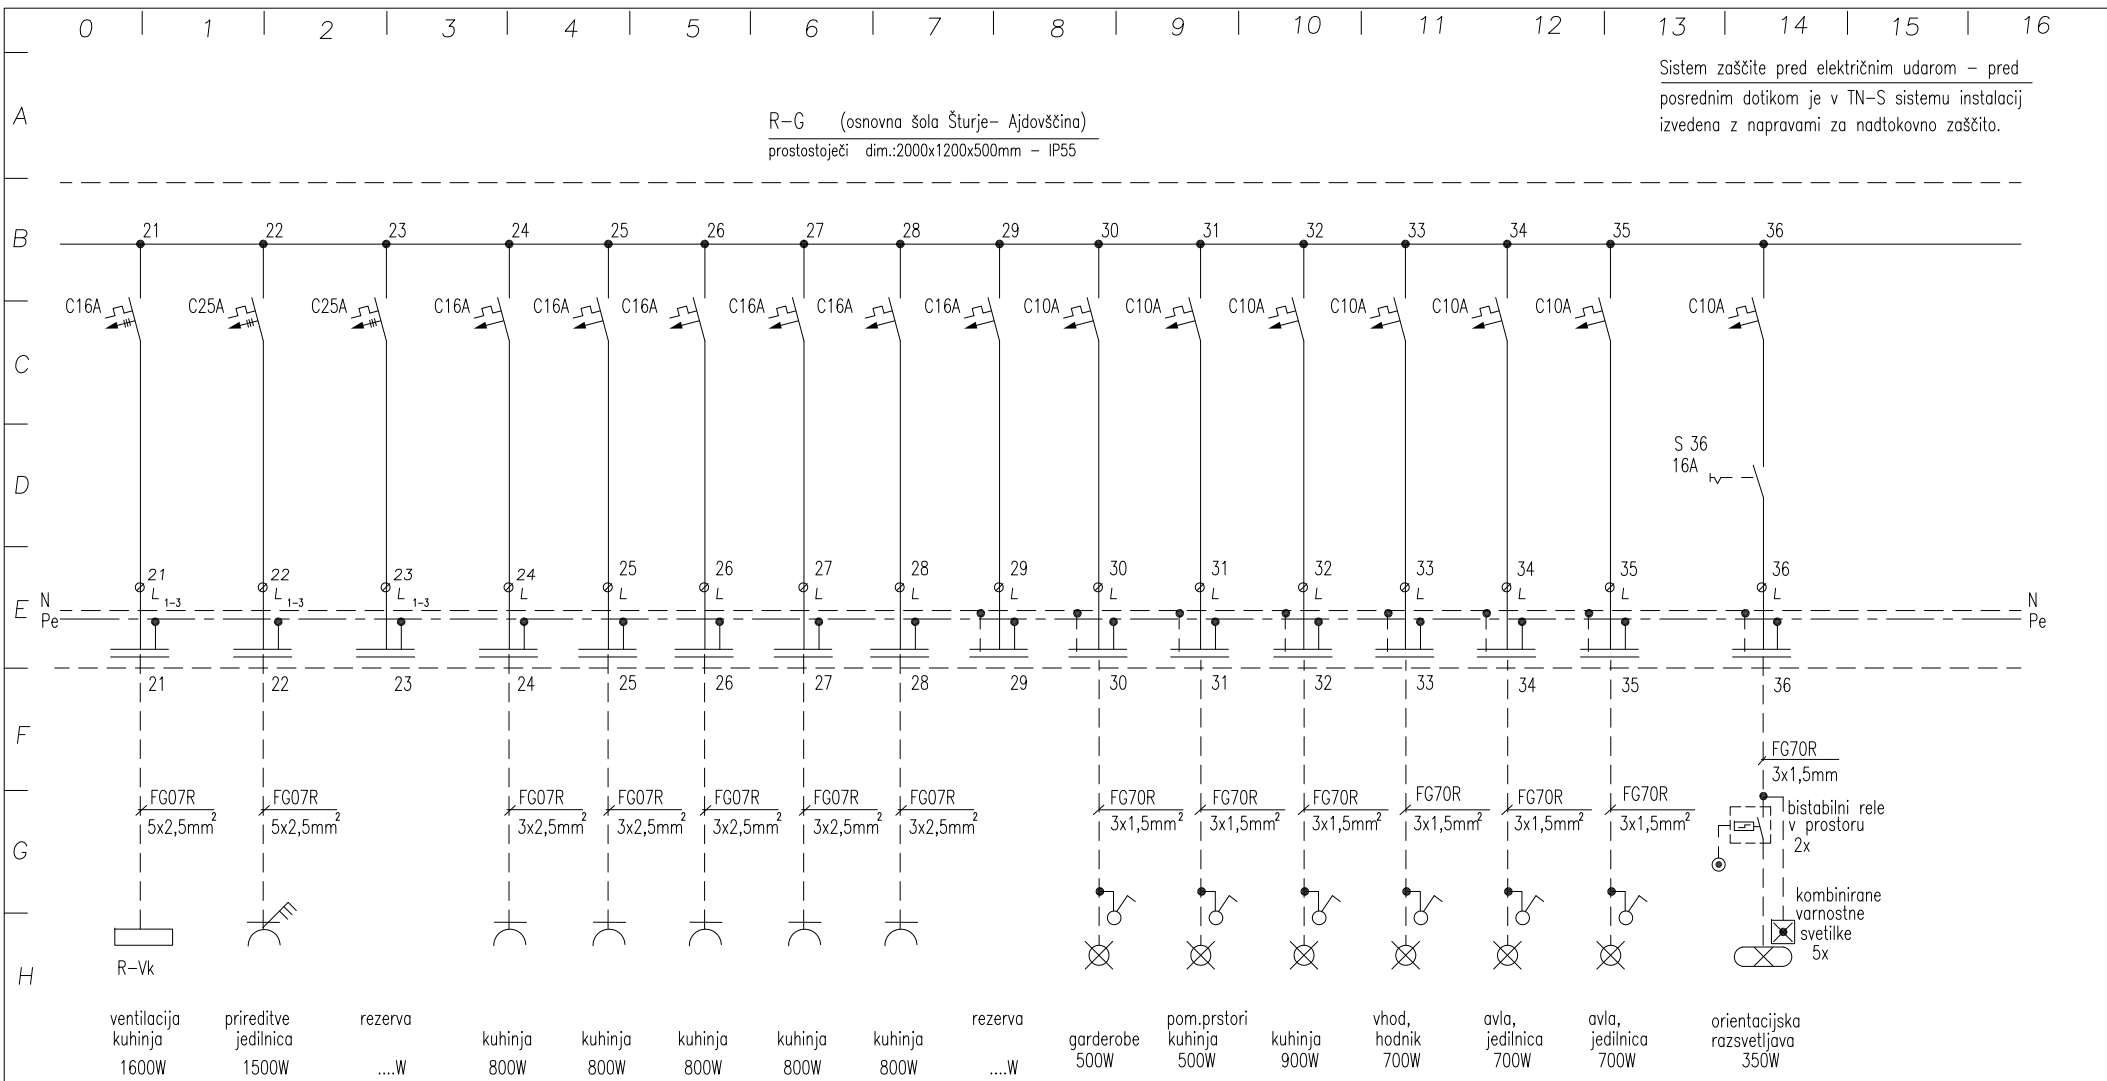 0 1 2 3 4 5 6 7 8 9 10 11 12 13 14 15 16
Sistem zaščite pred električnim udarom – pred
posrednim dotikom je v TN–S sistemu instalacij
izvedena z napravami za nadtokovno zaščito.
A
R–G (osnovna šola Šturje– Ajdovščina)
prostostoječi dim.:2000x1200x500mm – IP55
B
21 22 23 24 25 26 27 28 29 30 31 32 33 34 35 36
C16A C25A C25A C16A C16A C16A C16A C16A C16A C10A C10A C10A C10A C10A C10A C10A
C
S 36
16A
D
21 22 23 24 25 26 27 28 29 30 31 32 33 34 35 36
L 1–3 L 1–3 L 1–3 L L L L L L L L L L L L L
E
N N
Pe Pe
21 22 23 24 25 26 27 28 29 30 31 32 33 34 35 36
F
FG70R
3x1,5mm
FG07R FG07R FG07R FG07R FG07R FG07R FG07R FG70R FG70R FG70R FG70R FG70R FG70R
5x2,5mm² 5x2,5mm² 3x2,5mm² 3x2,5mm² 3x2,5mm² 3x2,5mm² 3x2,5mm² 3x1,5mm² 3x1,5mm² 3x1,5mm² 3x1,5mm² 3x1,5mm² 3x1,5mm²
bistabilni rele
v prostoru
2x
G
kombinirane
varnostne
svetilke
5x
H
R–Vk
ventilacija
kuhinja
1600W
prireditve
jedilnica
1500W
rezerva
....W
kuhinja
800W
kuhinja
800W
kuhinja
800W
kuhinja
800W
kuhinja
800W
rezerva
....W
garderobe
500W
pom.prstori
kuhinja
500W
kuhinja
900W
vhod,
hodnik
700W
avla,
jedilnica
700W
avla,
jedilnica
700W
orientacijska
razsvetljava
350W